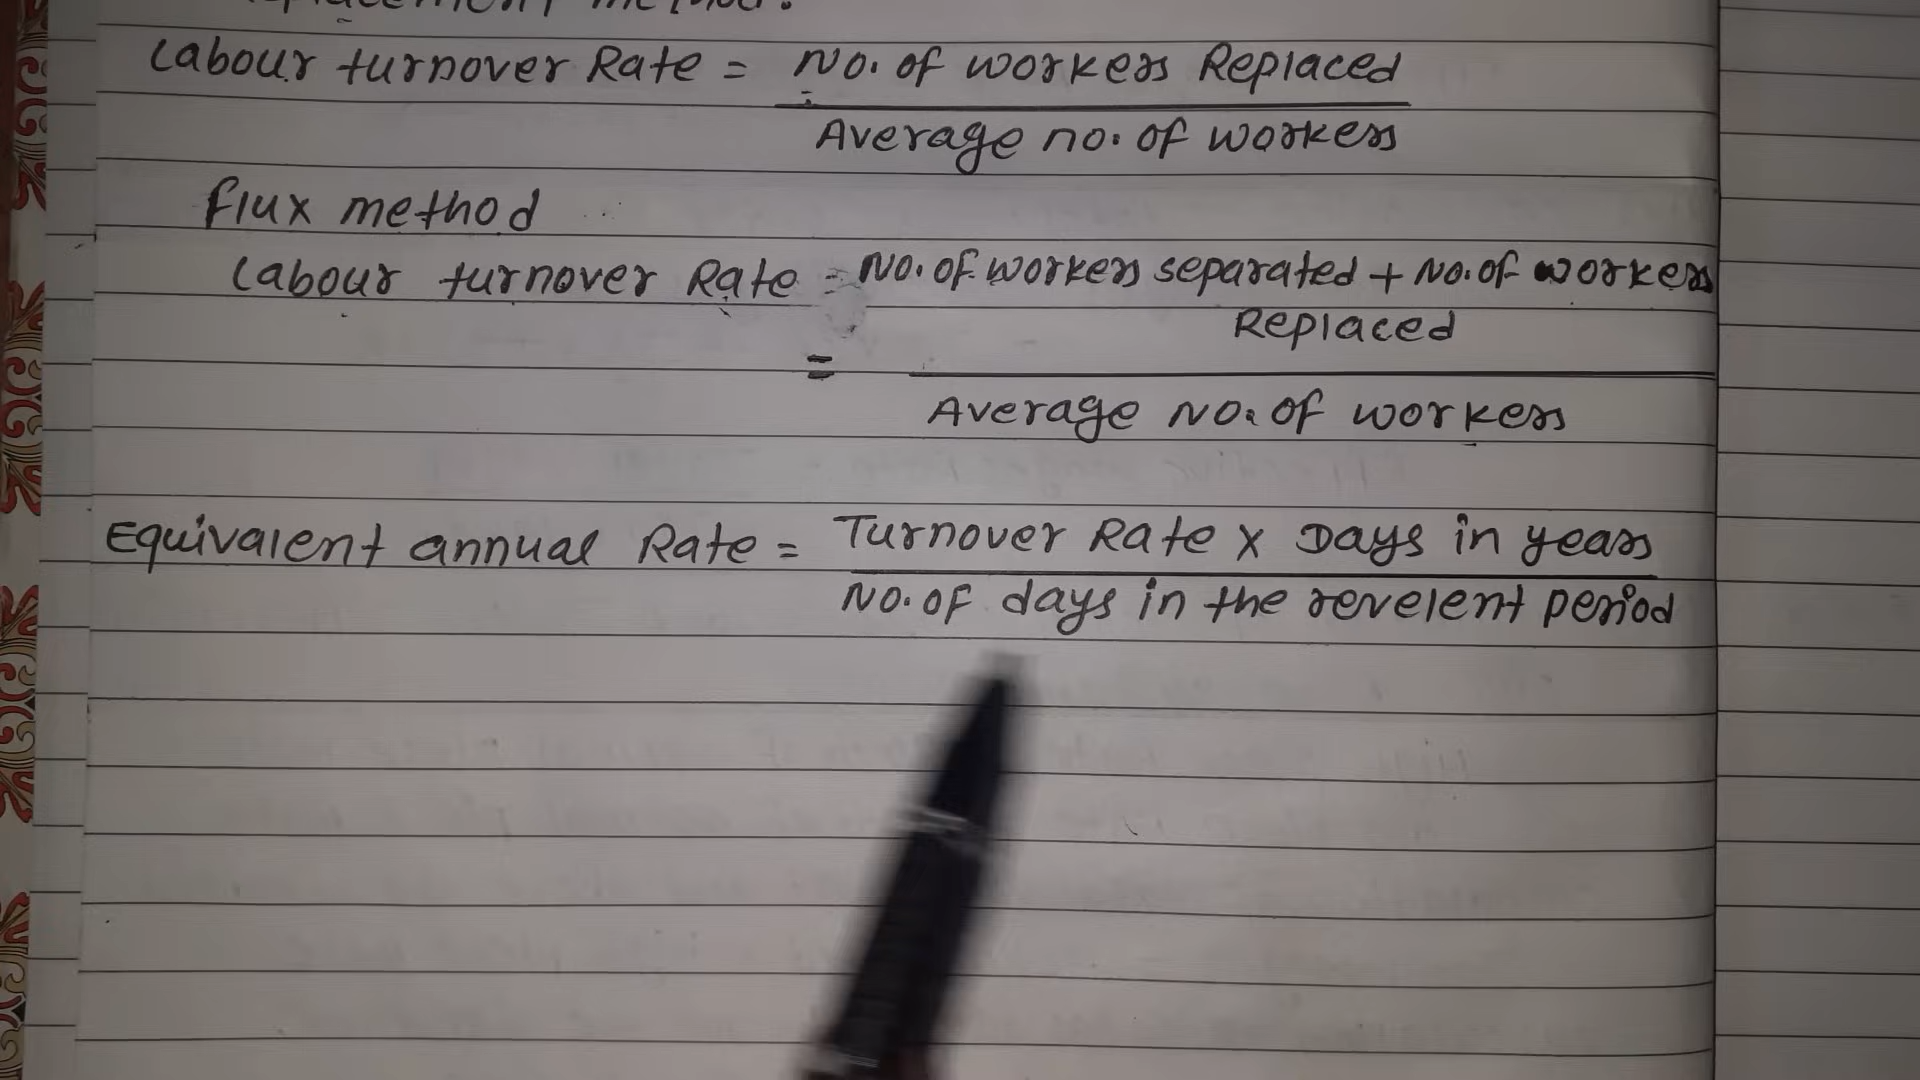 Replacement method.
Labour turnover Rate = No. of workers Replaced
Average no. of workers
Flux method
Labour turnover Rate = No. of workers separated + No. of workers
Replaced
=
Average No. of workers
Equivalent annual Rate = Turnover Rate x Days in years
No. of days in the revelent period